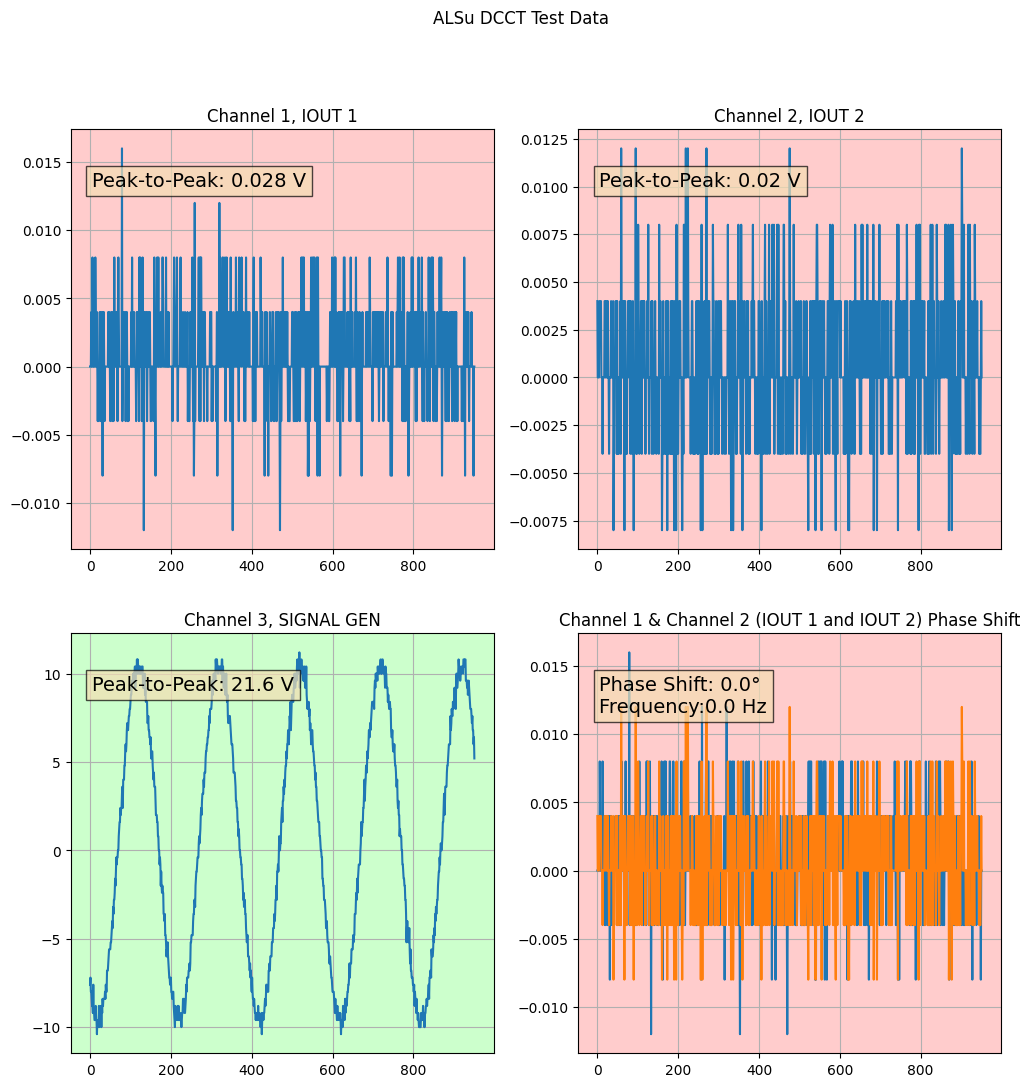 ALSu DCCT Test Data
Channel 1, IOUT 1
0.015
0.010
0.005
0.000
−0.005
−0.010
0 200 400 600 800
Peak-to-Peak: 0.028 V
Channel 2, IOUT 2
0.0125
0.0100
0.0075
0.0050
0.0025
0.0000
−0.0025
−0.0050
−0.0075
0 200 400 600 800
Peak-to-Peak: 0.02 V
Channel 3, SIGNAL GEN
10
5
0
−5
−10
0 200 400 600 800
Peak-to-Peak: 21.6 V
Channel 1 & Channel 2 (IOUT 1 and IOUT 2) Phase Shift
0.015
0.010
0.005
0.000
−0.005
−0.010
0 200 400 600 800
Phase Shift: 0.0°
Frequency:0.0 Hz